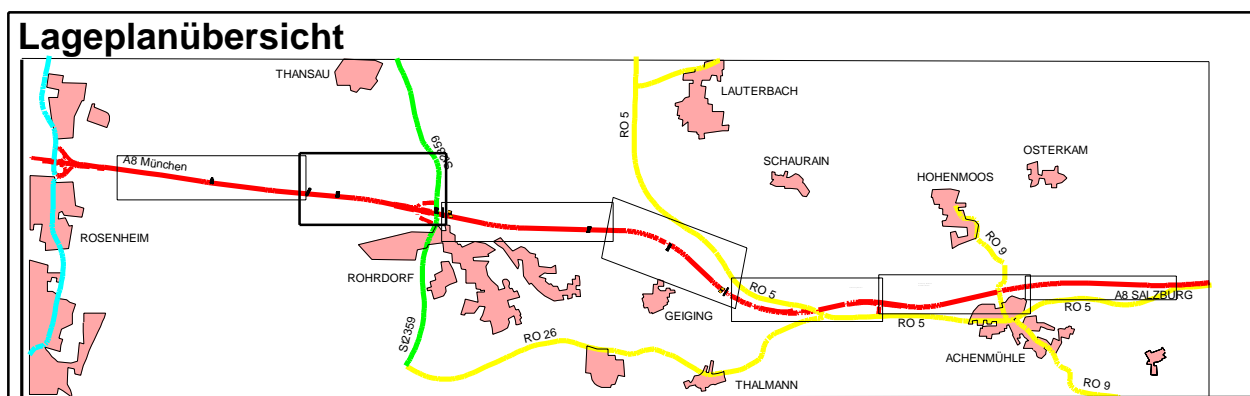 Lageplanübersicht
THANSAU
LAUTERBACH
RO 5
St2359
A8 München
SCHAURAIN
OSTERKAM
HOHENMOOS
ROSENHEIM
RO 9
ROHRDORF
RO 5
A8 SALZBURG
RO 5
GEIGING
RO 5
St2359
RO 26
ACHENMÜHLE
THALMANN
RO 9